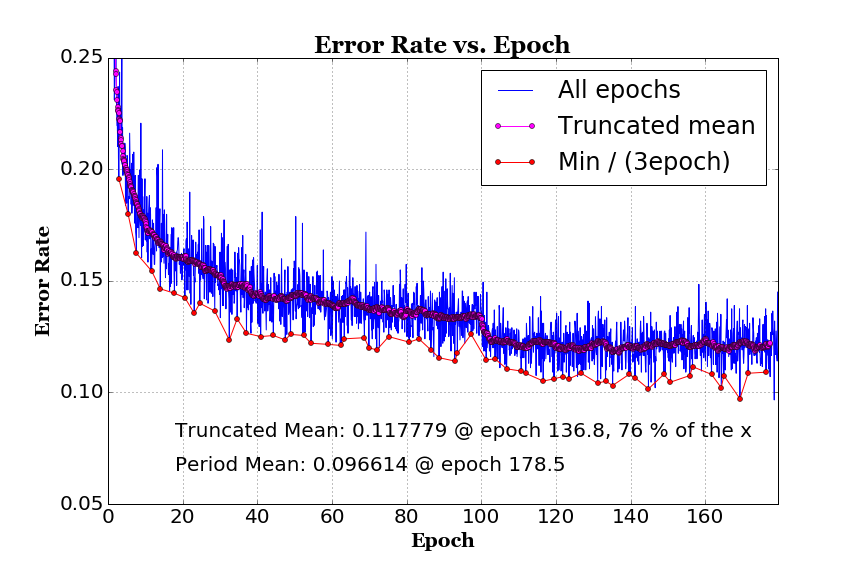 Error Rate vs. Epoch
0.25
0.20
0.15
0.10
0.05
Error Rate
All epochs
Truncated mean
Min / (3epoch)
Truncated Mean: 0.117779 @ epoch 136.8, 76 % of the x
Period Mean: 0.096614 @ epoch 178.5
0 20 40 60 80 100 120 140 160
Epoch